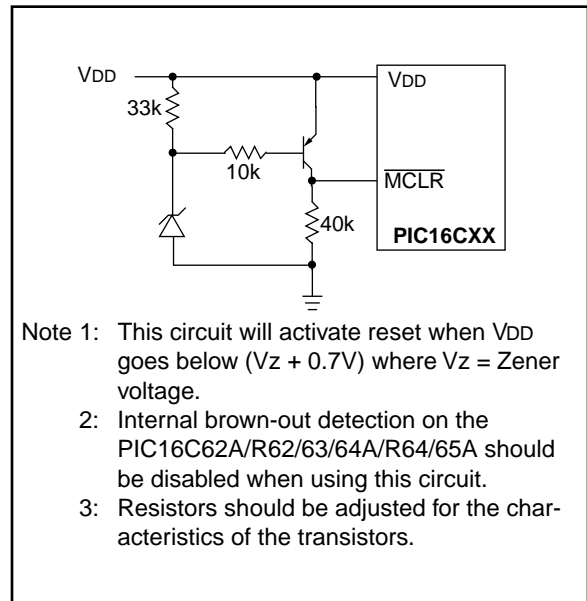 VDD
VDD
33k
10k
MCLR
40k
PIC16CXX
Note 1: This circuit will activate reset when VDD
goes below (Vz + 0.7V) where Vz = Zener
voltage.
2: Internal brown-out detection on the
PIC16C62A/R62/63/64A/R64/65A should
be disabled when using this circuit.
3: Resistors should be adjusted for the char-
acteristics of the transistors.